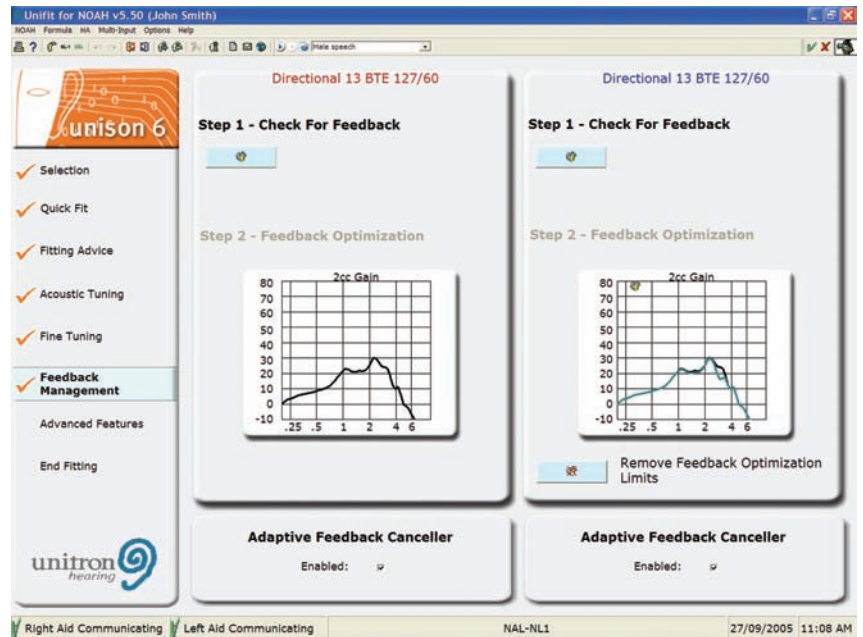 Unifit for NOAH v5.50 (John Smith)
NOAH Formula HA Multi-Input Options Help
Male speech
unison 6
Selection
Quick Fit
Fitting Advice
Acoustic Tuning
Fine Tuning
Feedback
Management
Advanced Features
End Fitting
unitron
hearing
Directional 13 BTE 127/60
Step 1 - Check For Feedback
Step 2 - Feedback Optimization
2cc Gain
80
70
60
50
40
30
20
10
0
-10
.25 .5 1 2 4 6
Adaptive Feedback Canceller
Enabled:
Directional 13 BTE 127/60
Step 1 - Check For Feedback
Step 2 - Feedback Optimization
2cc Gain
80
70
60
50
40
30
20
10
0
-10
.25 .5 1 2 4 6
Remove Feedback Optimization
Limits
Adaptive Feedback Canceller
Enabled:
Right Aid Communicating Left Aid Communicating NAL-NL1 27/09/2005 11:08 AM